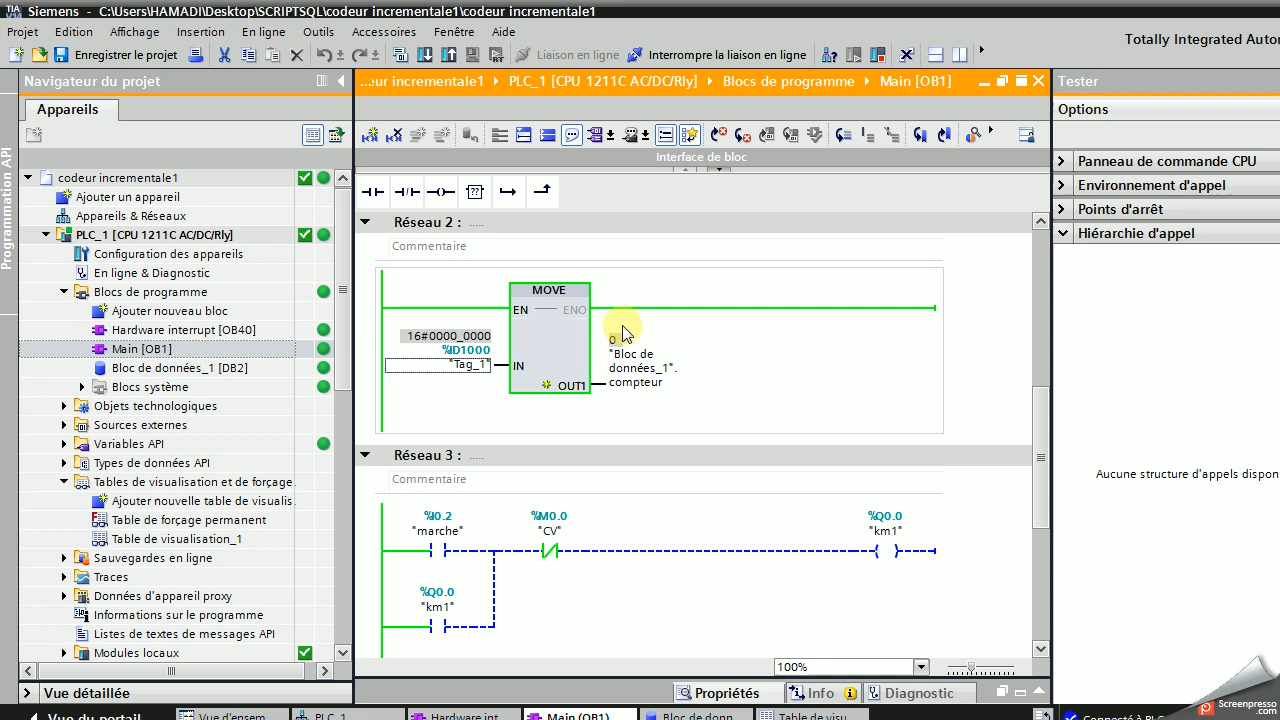 TIA
V14
Siemens - C:\Users\HAMADI\Desktop\SCRIPTSQL\codeur incrementale1\codeur incrementale1
Projet Edition Affichage Insertion En ligne Outils Accessoires Fenêtre Aide
Totally Integrated Autor
Enregistrer le projet
Liaison en ligne
Interrompre la liaison en ligne
Navigateur du projet
...eur incrementale1 PLC_1 [CPU 1211C AC/DC/Rly] Blocs de programme Main [OB1]
Tester
Appareils
Options
Programmation API
Interface de bloc
Panneau de commande CPU
Environnement d'appel
Points d'arrêt
Hiérarchie d'appel
Aucune structure d'appels dispon
codeur incrementale1
Ajouter un appareil
Appareils & Réseaux
PLC_1 [CPU 1211C AC/DC/Rly]
Configuration des appareils
En ligne & Diagnostic
Blocs de programme
Ajouter nouveau bloc
Hardware interrupt [OB40]
Main [OB1]
Bloc de données_1 [DB2]
Blocs système
Objets technologiques
Sources externes
Variables API
Types de données API
Tables de visualisation et de forçage
Ajouter nouvelle table de visualis
Table de forçage permanent
Table de visualisation_1
Sauvegardes en ligne
Traces
Données d'appareil proxy
Informations sur le programme
Listes de textes de messages API
Modules locaux
Vue détaillée
??
Réseau 2 : .....
Commentaire
MOVE
EN ENO
16#0000_0000
%ID1000
"Tag_1"
IN
OUT1
0
"Bloc de
données_1".
compteur
Réseau 3 : .....
Commentaire
%I0.2
"marche"
%M0.0
"CV"
%Q0.0
"km1"
%Q0.0
"km1"
100%
Propriétés
Info
Diagnostic
Vue du portail
Vue d'ensem
PLC_1
Hardware int
Main (OB1)
Bloc de donn
Table de visu
Connecté à PLC
Screenpresso
.com